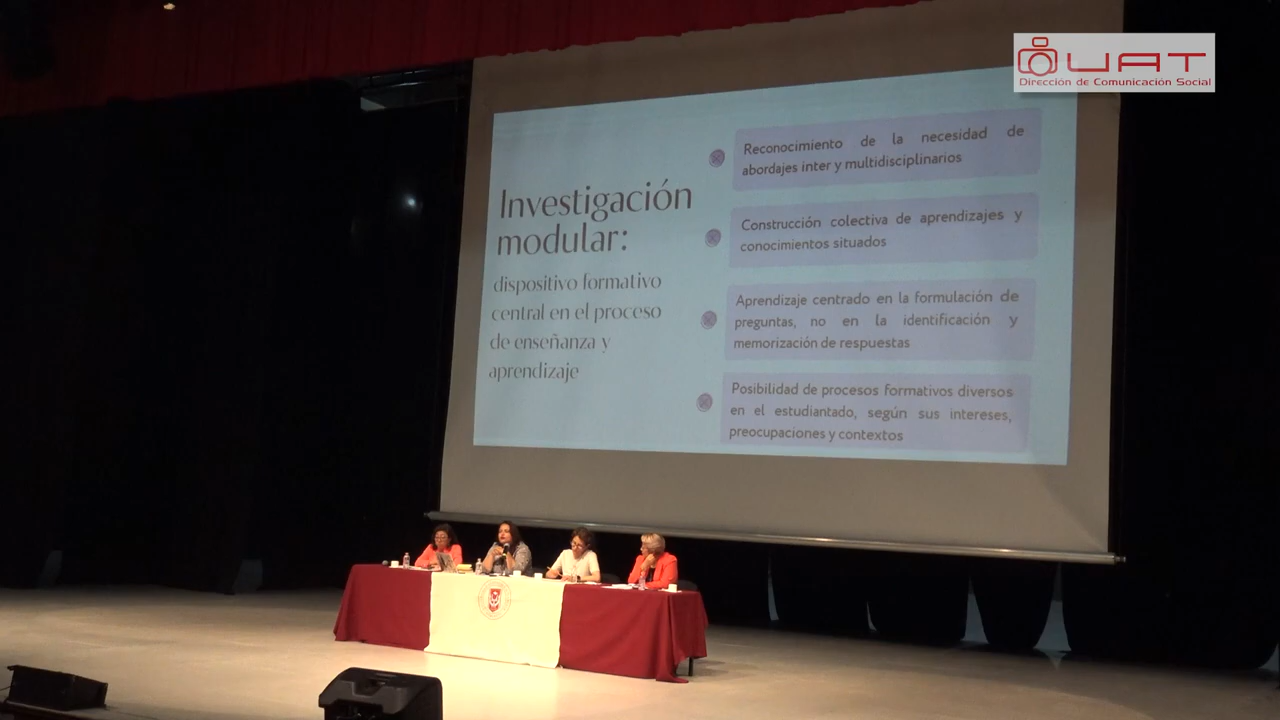 UAT
Dirección de Comunicación Social
Investigación
modular:
dispositivo formativo
central en el proceso
de enseñanza y
aprendizaje
Reconocimiento de la necesidad de
abordajes inter y multidisciplinarios
Construcción colectiva de aprendizajes y
conocimientos situados
Aprendizaje centrado en la formulación de
preguntas, no en la identificación y
memorización de respuestas
Posibilidad de procesos formativos diversos
en el estudiantado, según sus intereses,
preocupaciones y contextos